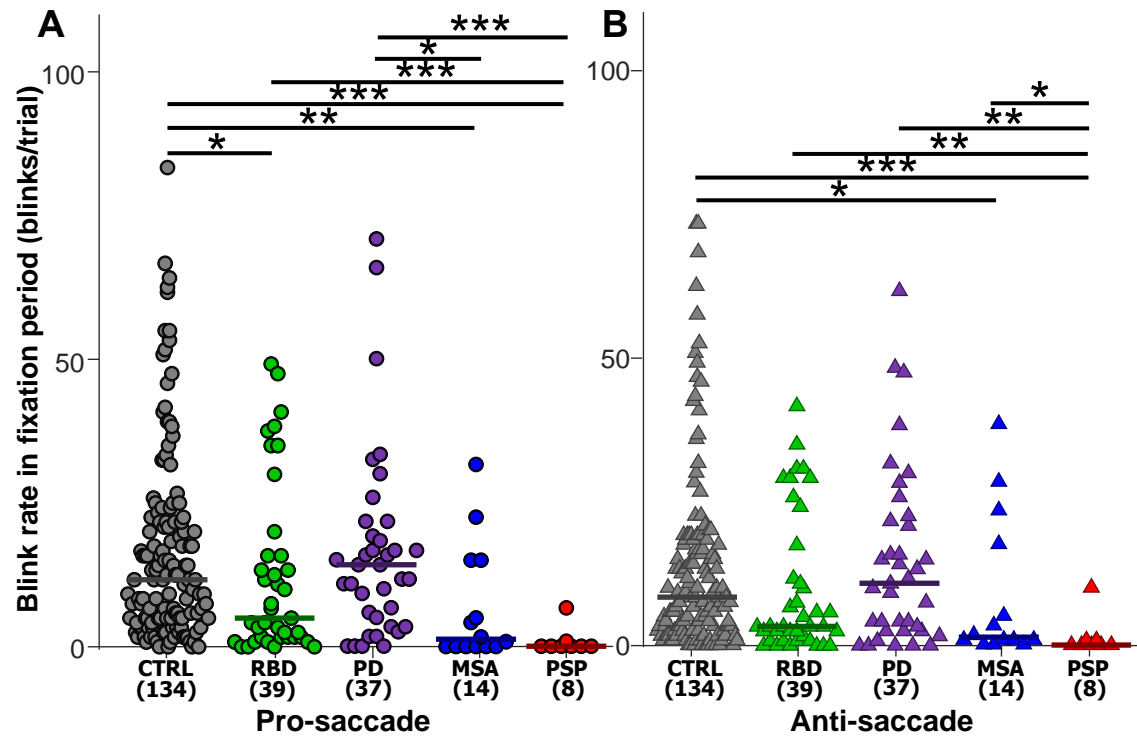 A
B
Blink rate in fixation period (blinks/trial)
***
*
***
***
**
*
*
**
**
***
*
100
50
0
100
50
0
CTRL RBD PD MSA PSP
(134) (39) (37) (14) (8)
Pro-saccade
CTRL RBD PD MSA PSP
(134) (39) (37) (14) (8)
Anti-saccade